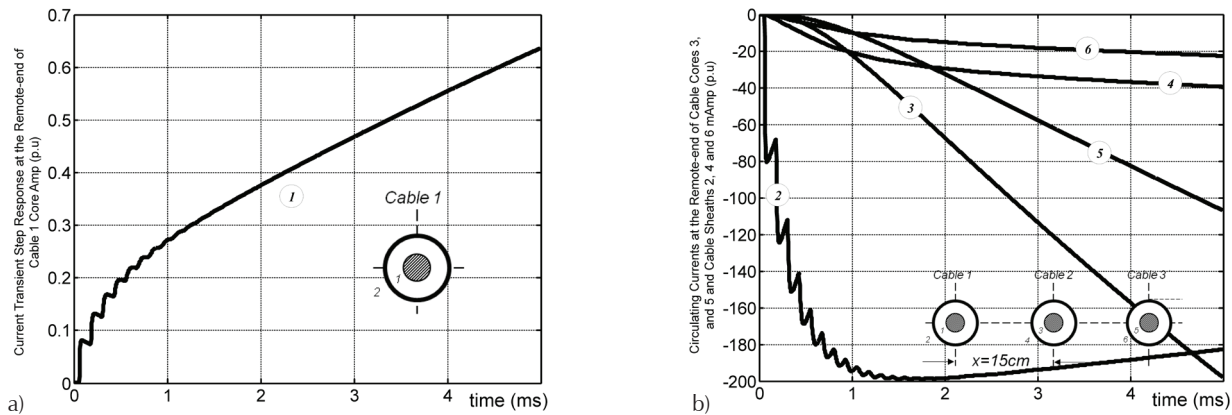 Current Transient Step Response at the Remote-end of
Cable 1 Core Amp (p.u)
0.7
0.6
0.5
0.4
0.3
0.2
0.1
0
0 1 2 3 4 time (ms)
1
Cable 1
1
2
a)
Circulating Currents at the Remote-end of Cable Cores 3,
and 5 and Cable Sheaths 2, 4 and 6 mAmp (p.u)
0
-20
-40
-60
-80
-100
-120
-140
-160
-180
-200
0 1 2 3 4 time (ms)
6
4
3
5
2
Cable 1 Cable 2 Cable 3
1 3 5
2 4 6
x=15cm
b)